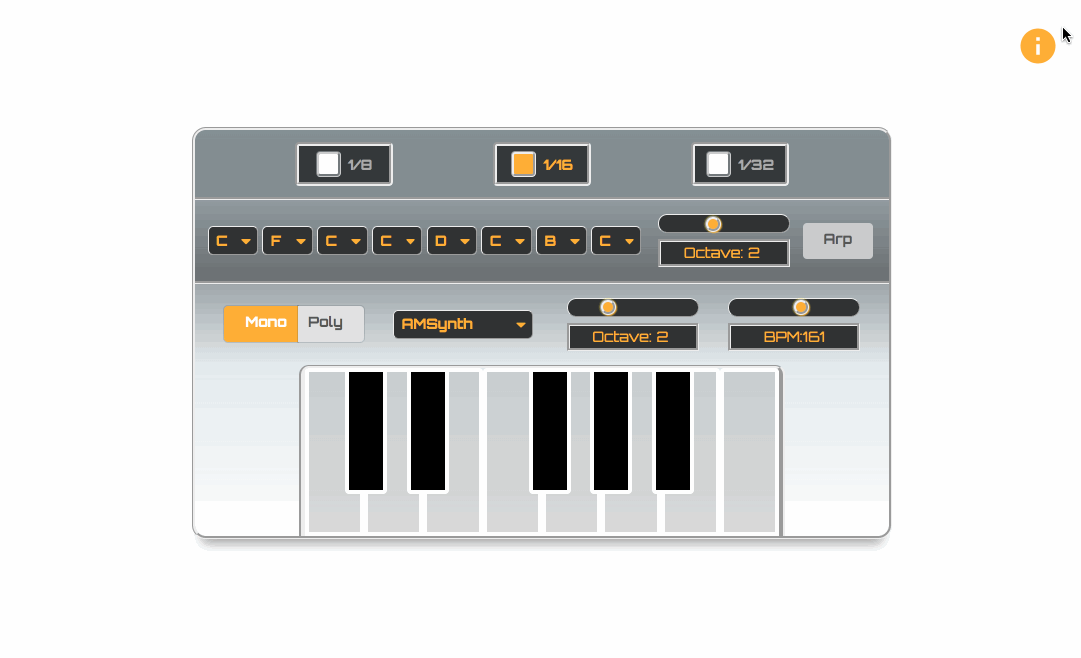 i
1/8 1/16 1/32
C F C C D C B C
Octave: 2
Arp
Mono Poly
AMSynth
Octave: 2
BPM:161